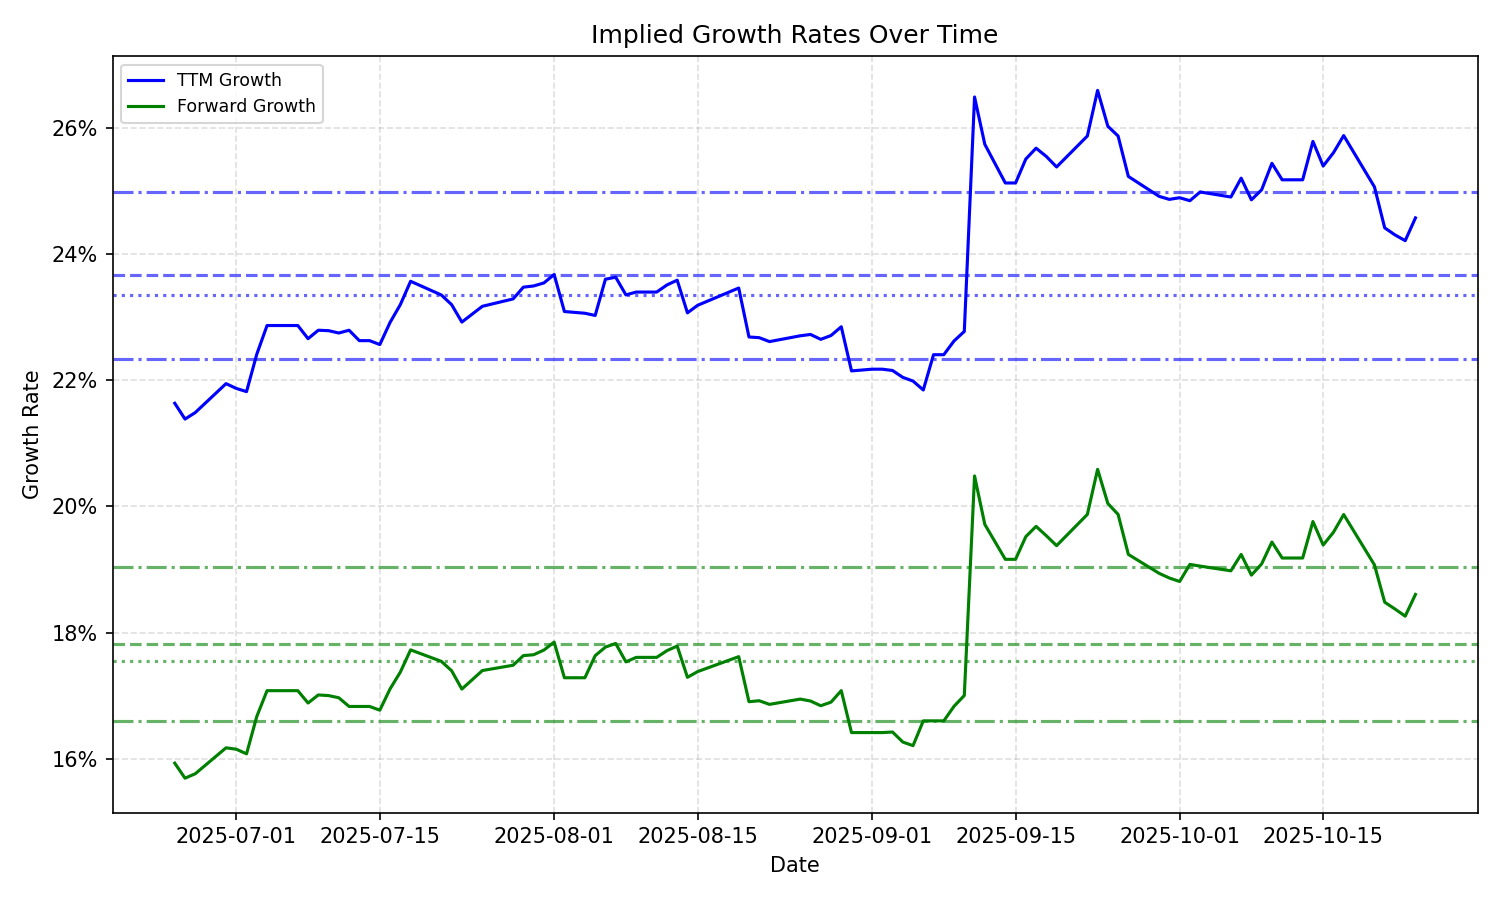 Implied Growth Rates Over Time
TTM Growth
Forward Growth
26%
24%
22%
20%
18%
16%
Growth Rate
2025-07-01
2025-07-15
2025-08-01
2025-08-15
2025-09-01
2025-09-15
2025-10-01
2025-10-15
Date